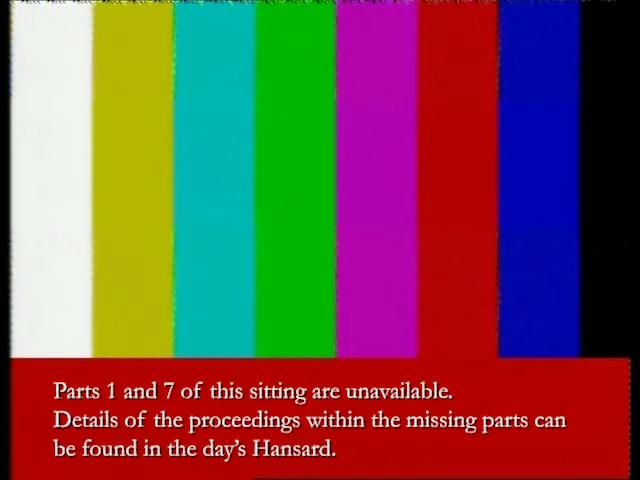 Parts 1 and 7 of this sitting are unavailable.
Details of the proceedings within the missing parts can
be found in the day's Hansard.